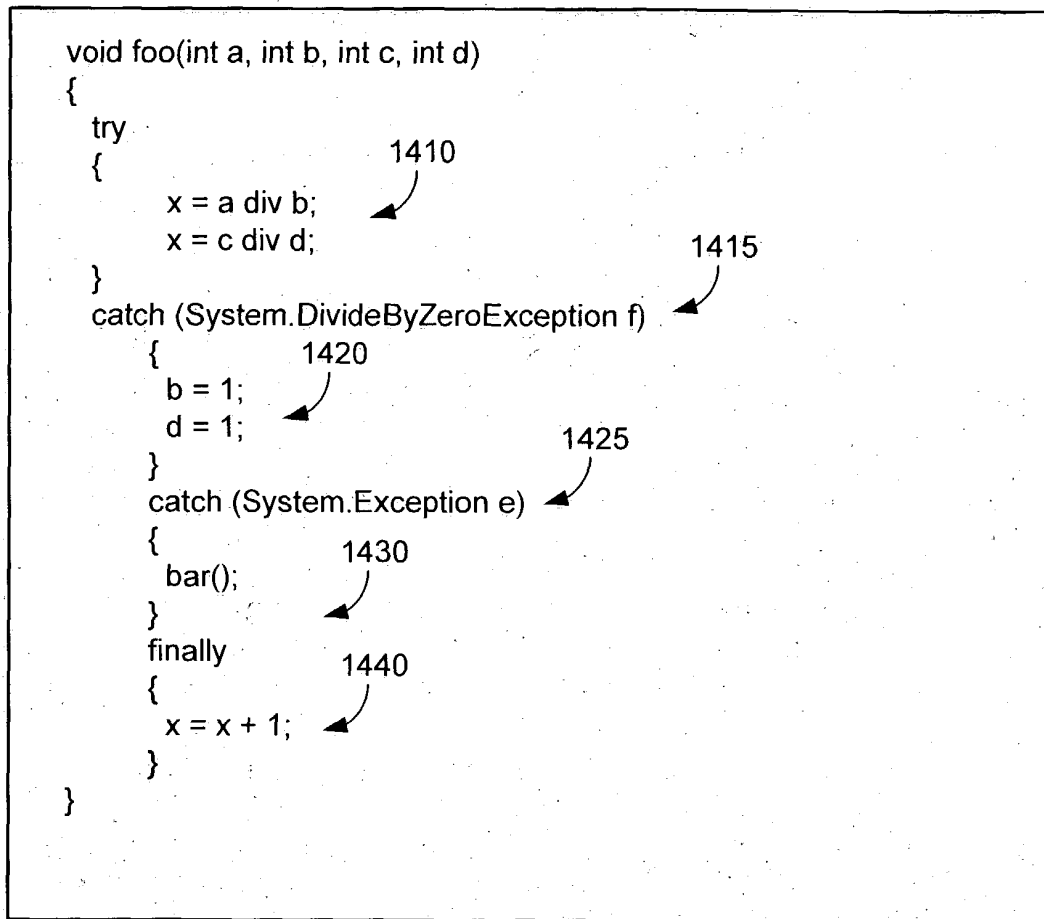 void foo(int a, int b, int c, int d)
{
try
{
1410
x = a div b;
x = c div d;
1415
}
catch (System.DivideByZeroException f)
{
1420
b = 1;
d = 1;
1425
}
catch (System.Exception e)
{
1430
bar();
}
finally
1440
{
x = x + 1;
}
}